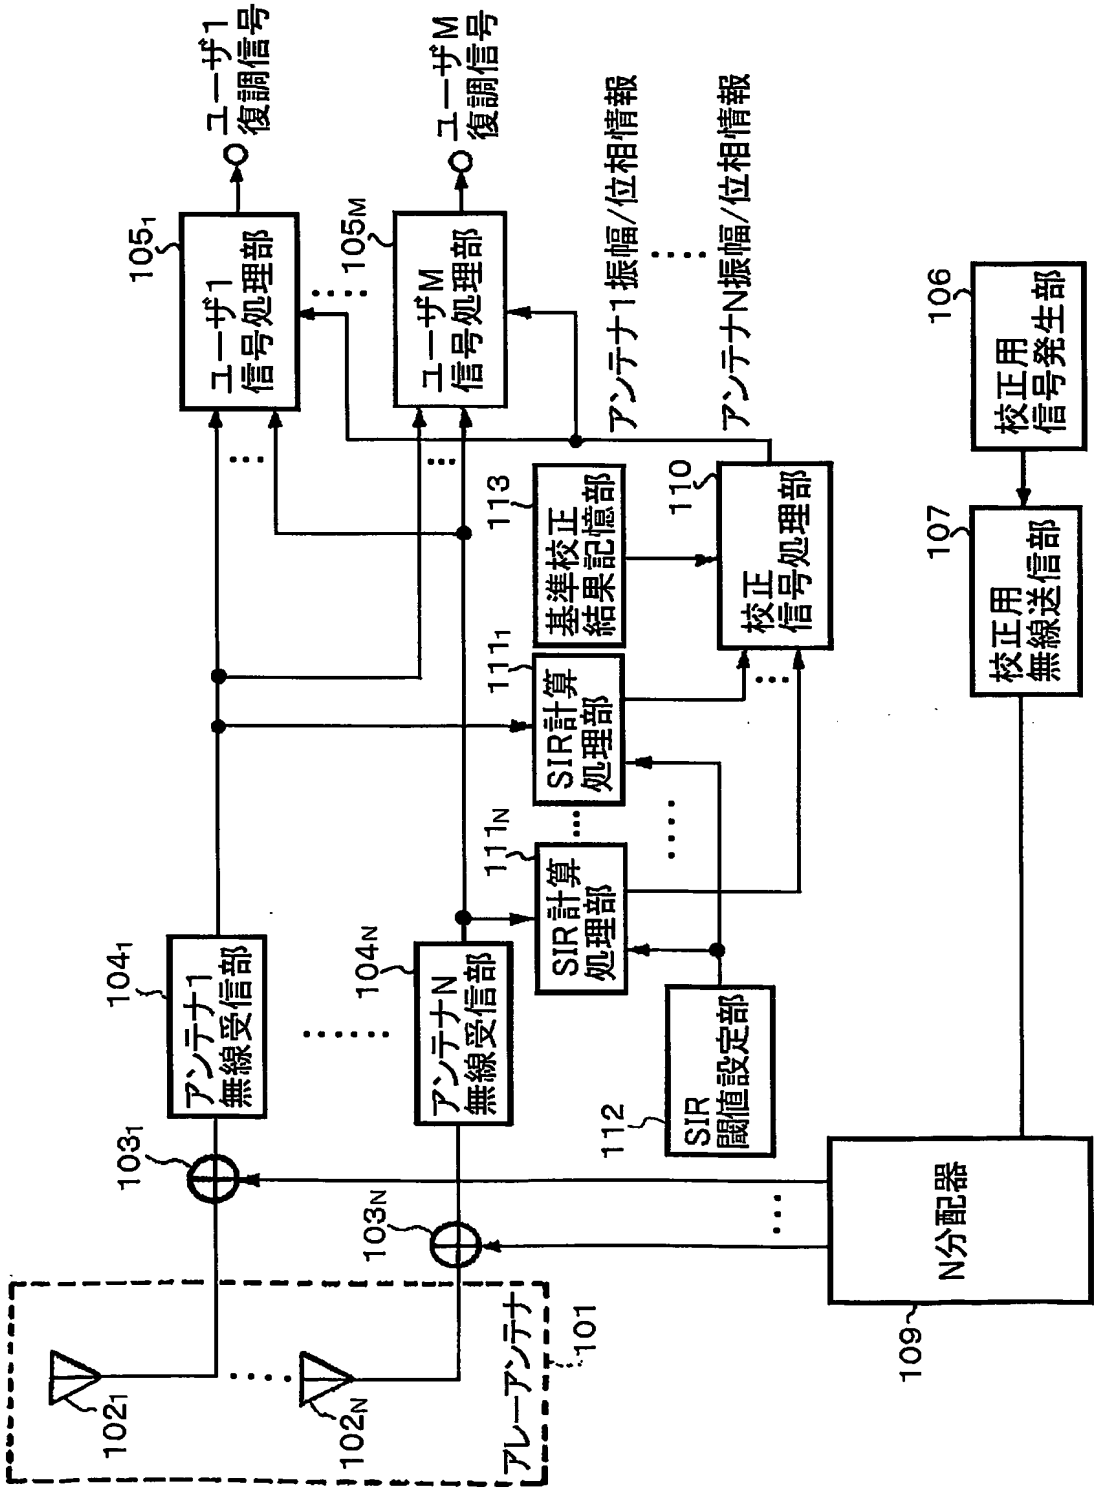 アレーアンテナ
101
102₁
102N
103₁
103N
104₁
アンテナ1
無線受信部
104N
アンテナN
無線受信部
105₁
ユーザ1
信号処理部
ユーザ1
復調信号
105M
ユーザM
信号処理部
ユーザM
復調信号
111N
SIR計算
処理部
111₁
SIR計算
処理部
113
基準校正
結果記憶部
アンテナ1振幅/位相情報
アンテナN振幅/位相情報
112
SIR
閾値設定部
110
校正
信号処理部
109
N分配器
107
校正用
無線送信部
106
校正用
信号発生部